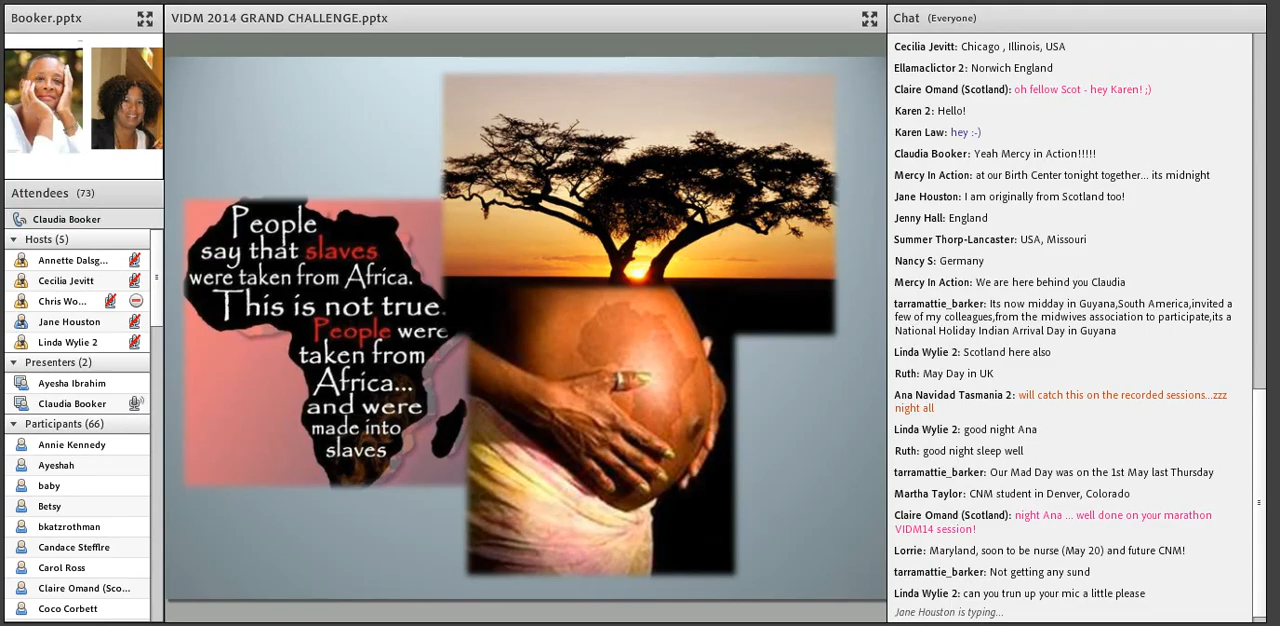 Booker.pptx
Attendees (73)
Claudia Booker
Hosts (5)
Annette Dalsg...
Cecilia Jevitt
Chris Wo...
Jane Houston
Linda Wylie 2
Presenters (2)
Ayesha Ibrahim
Claudia Booker
Participants (66)
Annie Kennedy
Ayeshah
baby
Betsy
bkatzrothman
Candace Stefflre
Carol Ross
Claire Omand (Sco...
Coco Corbett
VIDM 2014 GRAND CHALLENGE.pptx
People
say that slaves
were taken from Africa.
This is not true.
People were
taken from
Africa...
and were
made into
slaves
Chat (Everyone)
Cecilia Jevitt: Chicago , Illinois, USA
Ellamaclictor 2: Norwich England
Claire Omand (Scotland): oh fellow Scot - hey Karen! ;)
Karen 2: Hello!
Karen Law: hey :-)
Claudia Booker: Yeah Mercy in Action!!!!!
Mercy In Action: at our Birth Center tonight together... its midnight
Jane Houston: I am originally from Scotland too!
Jenny Hall: England
Summer Thorp-Lancaster: USA, Missouri
Nancy S: Germany
Mercy In Action: We are here behind you Claudia
tarramattie_barker: Its now midday in Guyana,South America,invited a
few of my colleagues,from the midwives association to participate,its a
National Holiday Indian Arrival Day in Guyana
Linda Wylie 2: Scotland here also
Ruth: May Day in UK
Ana Navidad Tasmania 2: will catch this on the recorded sessions...zzz
night all
Linda Wylie 2: good night Ana
Ruth: good night sleep well
tarramattie_barker: Our Mad Day was on the 1st May last Thursday
Martha Taylor: CNM student in Denver, Colorado
Claire Omand (Scotland): night Ana ... well done on your marathon
VIDM14 session!
Lorrie: Maryland, soon to be nurse (May 20) and future CNM!
tarramattie_barker: Not getting any sund
Linda Wylie 2: can you trun up your mic a little please
Jane Houston is typing...